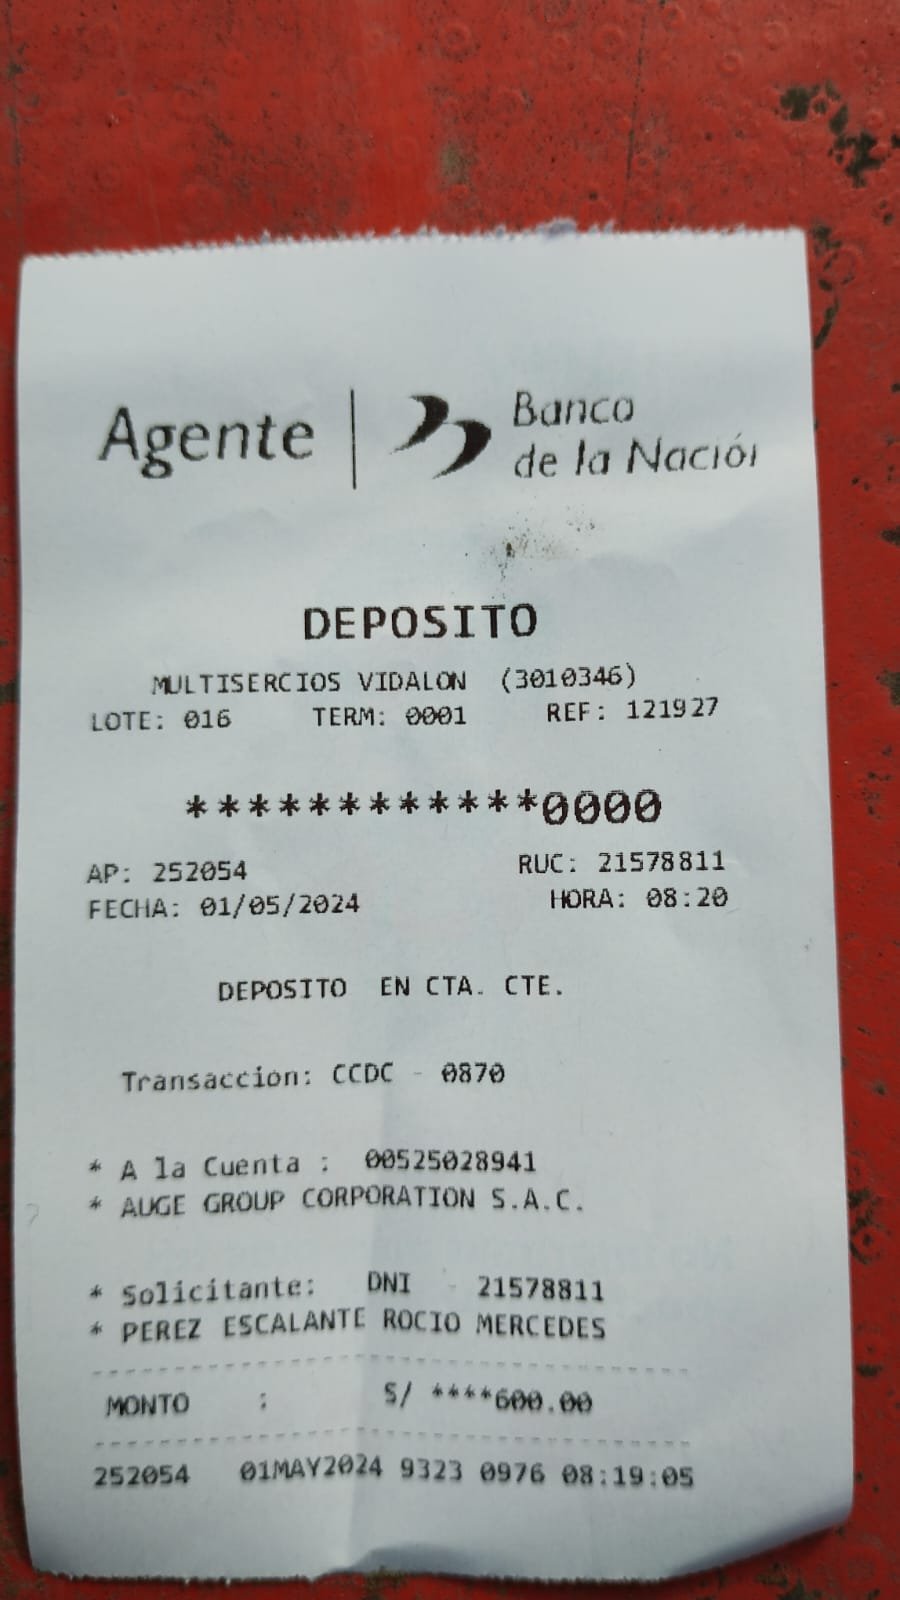 Agente
Banco
de la Nación
DEPOSITO
MULTISERCIOS VIDALON (3010346)
LOTE: 016 TERM: 0001 REF: 121927
************0000
AP: 252054 RUC: 21578811
FECHA: 01/05/2024 HORA: 08:20
DEPOSITO EN CTA. CTE.
Transaccion: CCDC - 0870
* A la Cuenta : 00525028941
* AUGE GROUP CORPORATION S.A.C.
* Solicitante: DNI - 21578811
* PEREZ ESCALANTE ROCIO MERCEDES
MONTO : S/ ****600.00
252054 01MAY2024 9323 0976 08:19:05